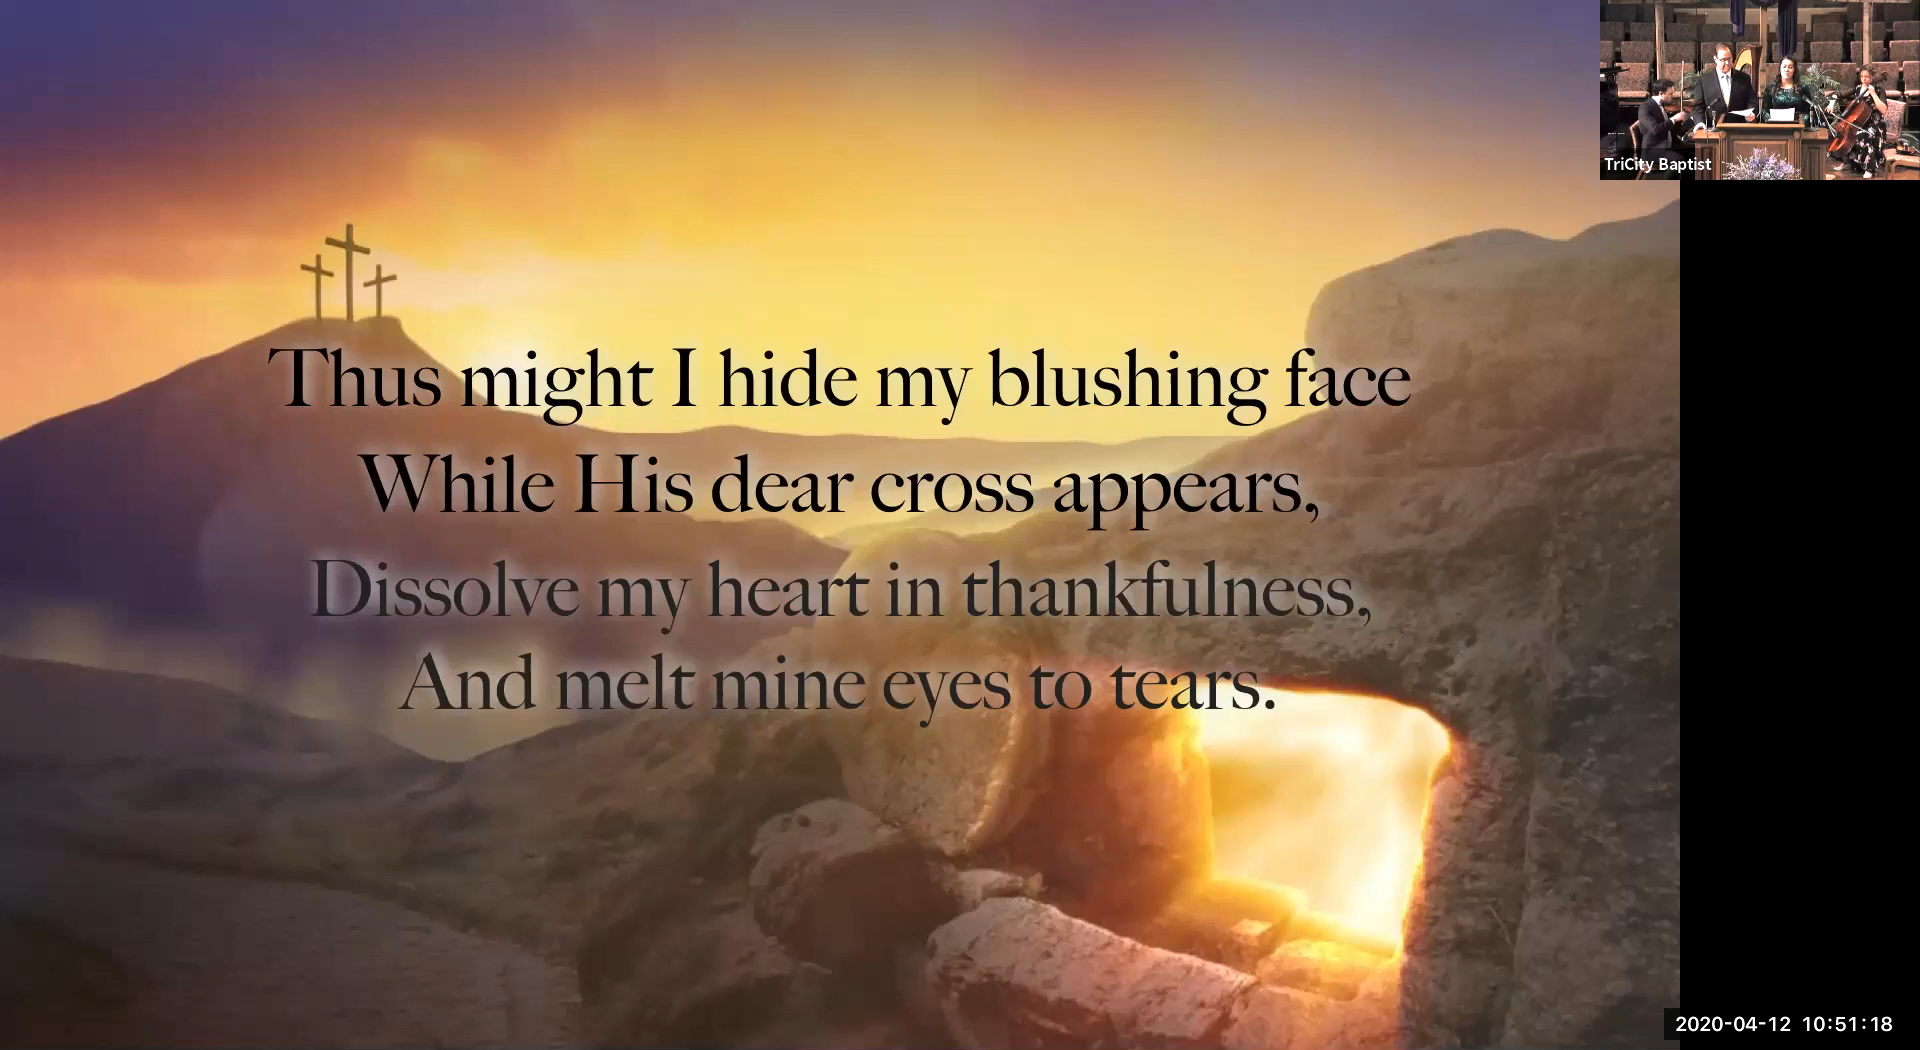 TriCity Baptist
Thus might I hide my blushing face
While His dear cross appears,
Dissolve my heart in thankfulness,
And melt mine eyes to tears.
2020-04-12 10:51:18